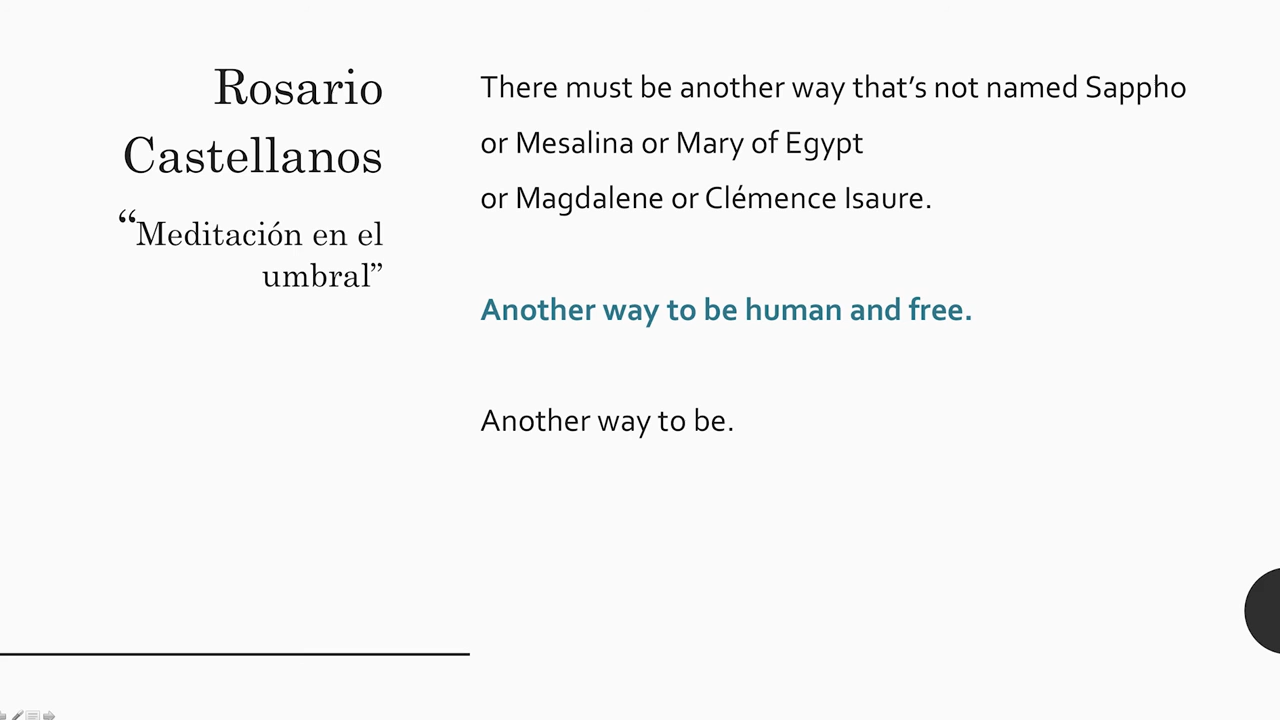 Rosario
Castellanos
“Meditación en el
umbral”
There must be another way that’s not named Sappho
or Mesalina or Mary of Egypt
or Magdalene or Clémence Isaure.
Another way to be human and free.
Another way to be.